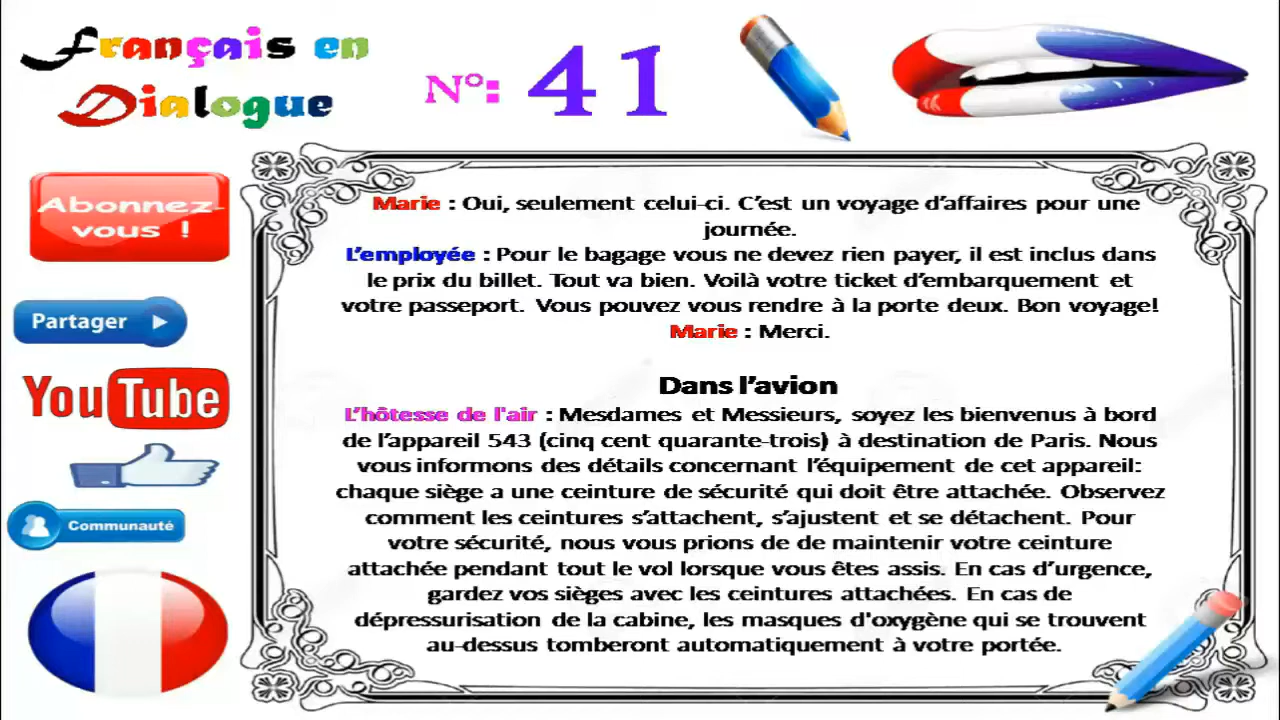 Français en
Dialogue
N°: 41
Abonnez-
vous !
Partager
YouTube
Communauté
Marie : Oui, seulement celui-ci. C’est un voyage d’affaires pour une
journée.
L’employée : Pour le bagage vous ne devez rien payer, il est inclus dans
le prix du billet. Tout va bien. Voilà votre ticket d’embarquement et
votre passeport. Vous pouvez vous rendre à la porte deux. Bon voyage!
Marie : Merci.
Dans l’avion
L’hôtesse de l'air : Mesdames et Messieurs, soyez les bienvenus à bord
de l’appareil 543 (cinq cent quarante-trois) à destination de Paris. Nous
vous informons des détails concernant l’équipement de cet appareil:
chaque siège a une ceinture de sécurité qui doit être attachée. Observez
comment les ceintures s’attachent, s’ajustent et se détachent. Pour
votre sécurité, nous vous prions de de maintenir votre ceinture
attachée pendant tout le vol lorsque vous êtes assis. En cas d’urgence,
gardez vos sièges avec les ceintures attachées. En cas de
dépressurisation de la cabine, les masques d'oxygène qui se trouvent
au-dessus tomberont automatiquement à votre portée.